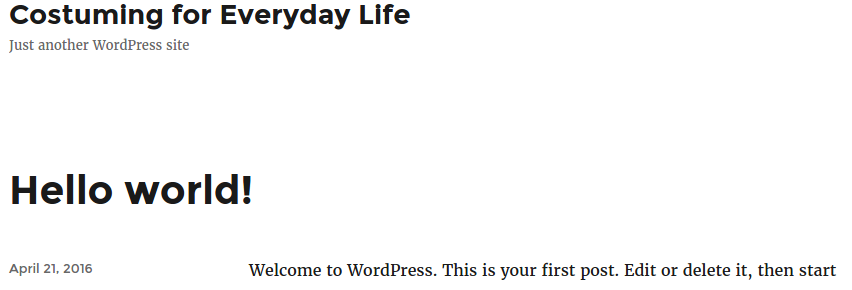 Costuming for Everyday Life
Just another WordPress site
Hello world!
April 21, 2016
Welcome to WordPress. This is your first post. Edit or delete it, then start